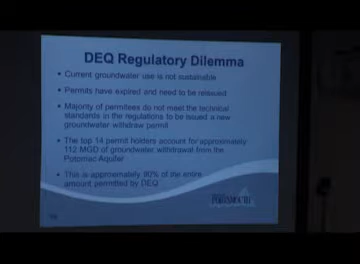 DEQ Regulatory Dilemma
• Current groundwater use is not sustainable
• Permits have expired and need to be reissued
• Majority of permitees do not meet the technical
standards in the regulations to be issued a new
groundwater withdraw permit
• The top 14 permit holders account for approximately
112 MGD of groundwater withdrawal from the
Potomac Aquifer
• This is approximately 90% of the entire
amount permitted by DEQ
PORTSMOUTH